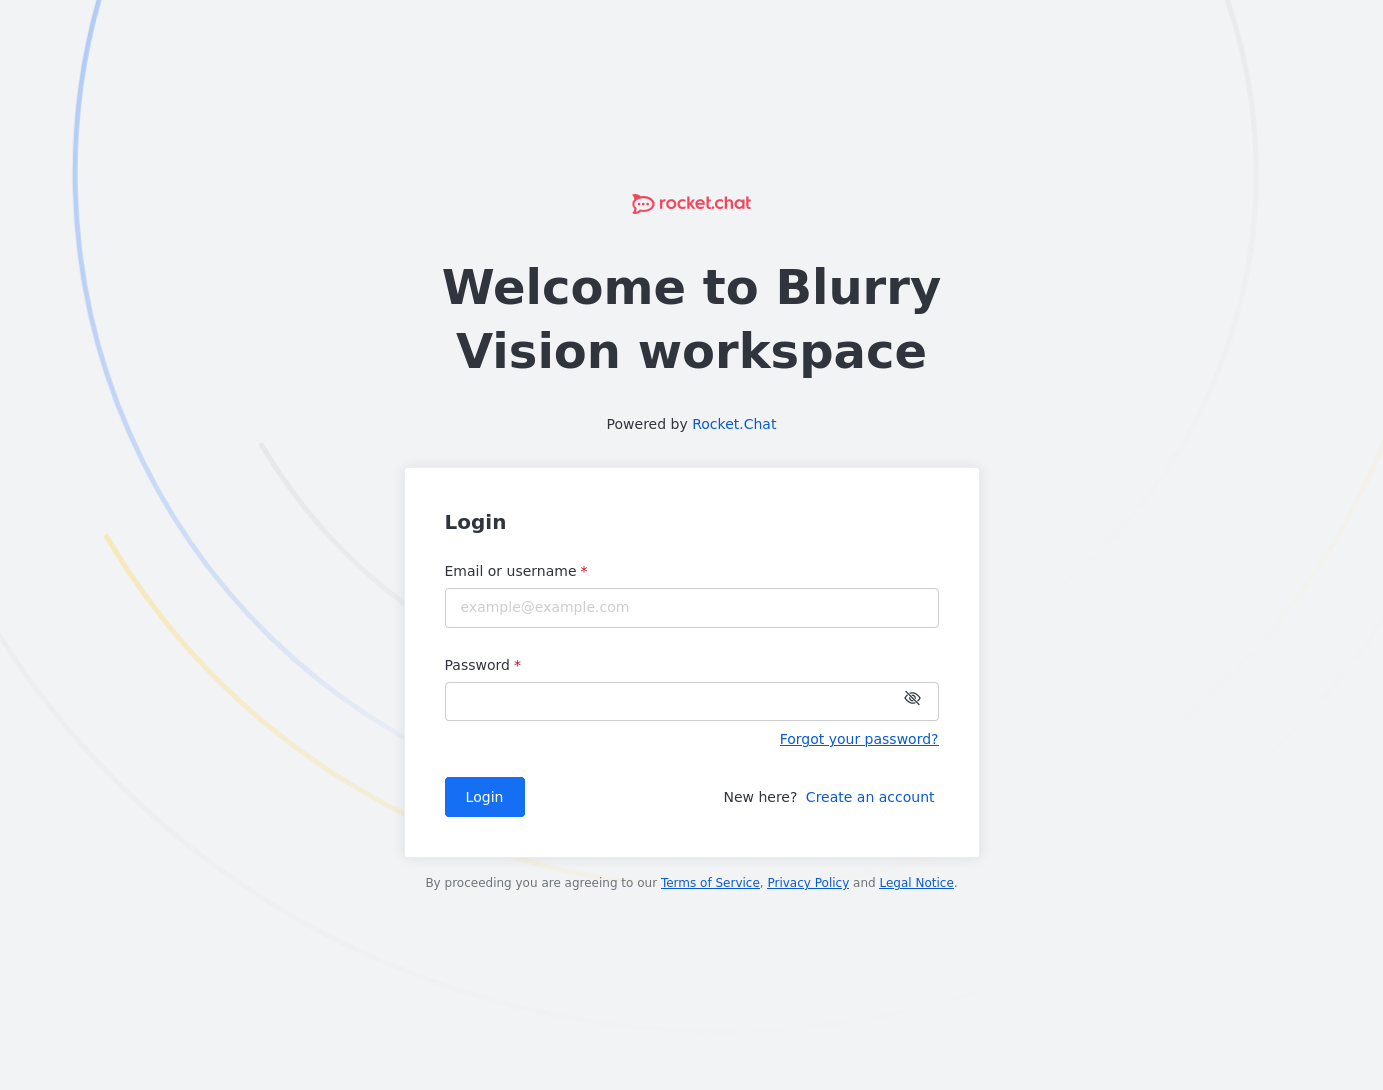 rocket.chat
Welcome to Blurry
Vision workspace
Powered by Rocket.Chat
Login
Email or username *
example@example.com
Password *
Forgot your password?
Login
New here? Create an account
By proceeding you are agreeing to our Terms of Service, Privacy Policy and Legal Notice.